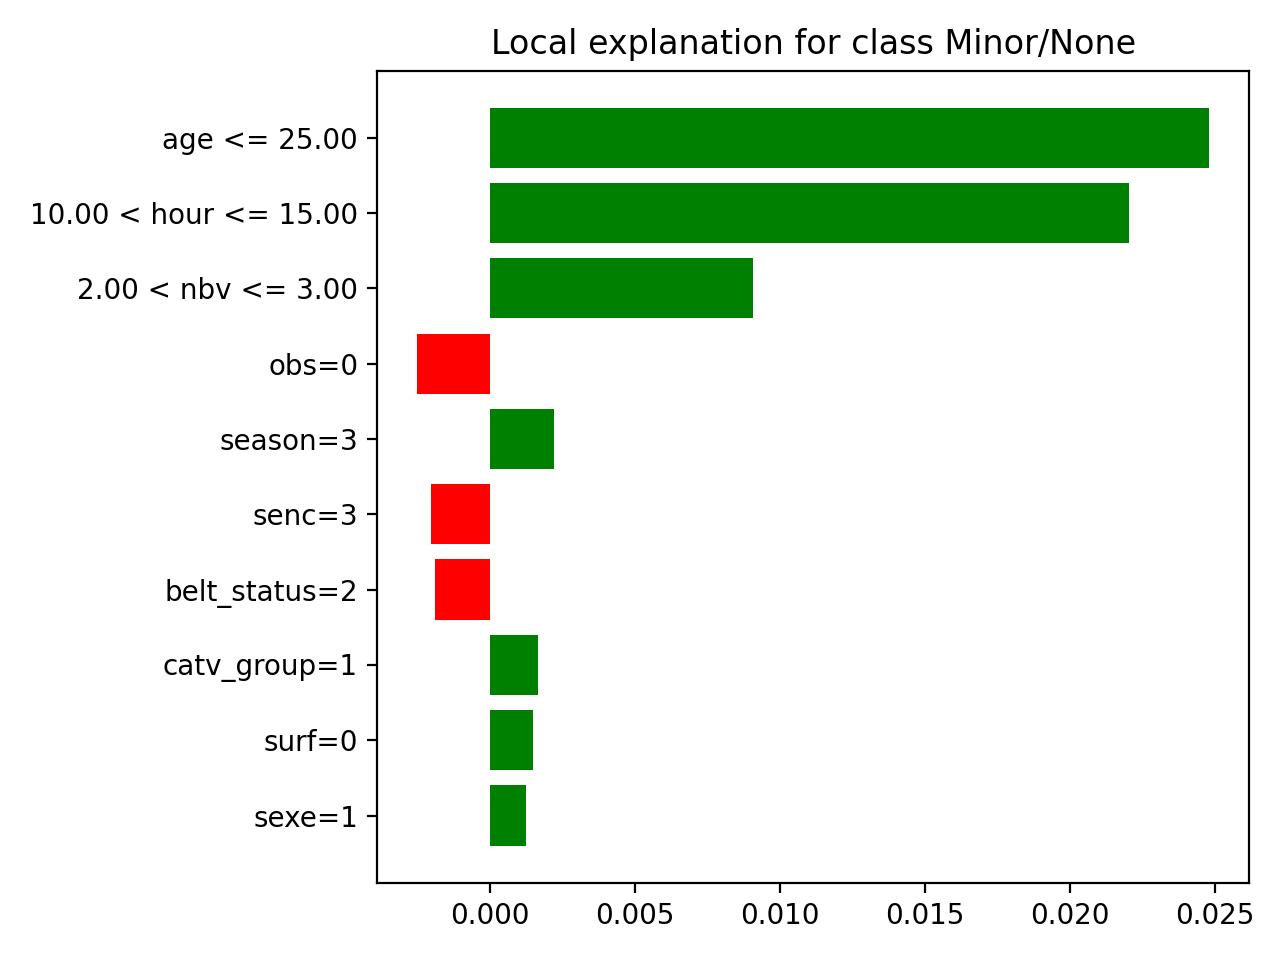 Local explanation for class Minor/None
age <= 25.00
10.00 < hour <= 15.00
2.00 < nbv <= 3.00
obs=0
season=3
senc=3
belt_status=2
catv_group=1
surf=0
sexe=1
0.000 0.005 0.010 0.015 0.020 0.025